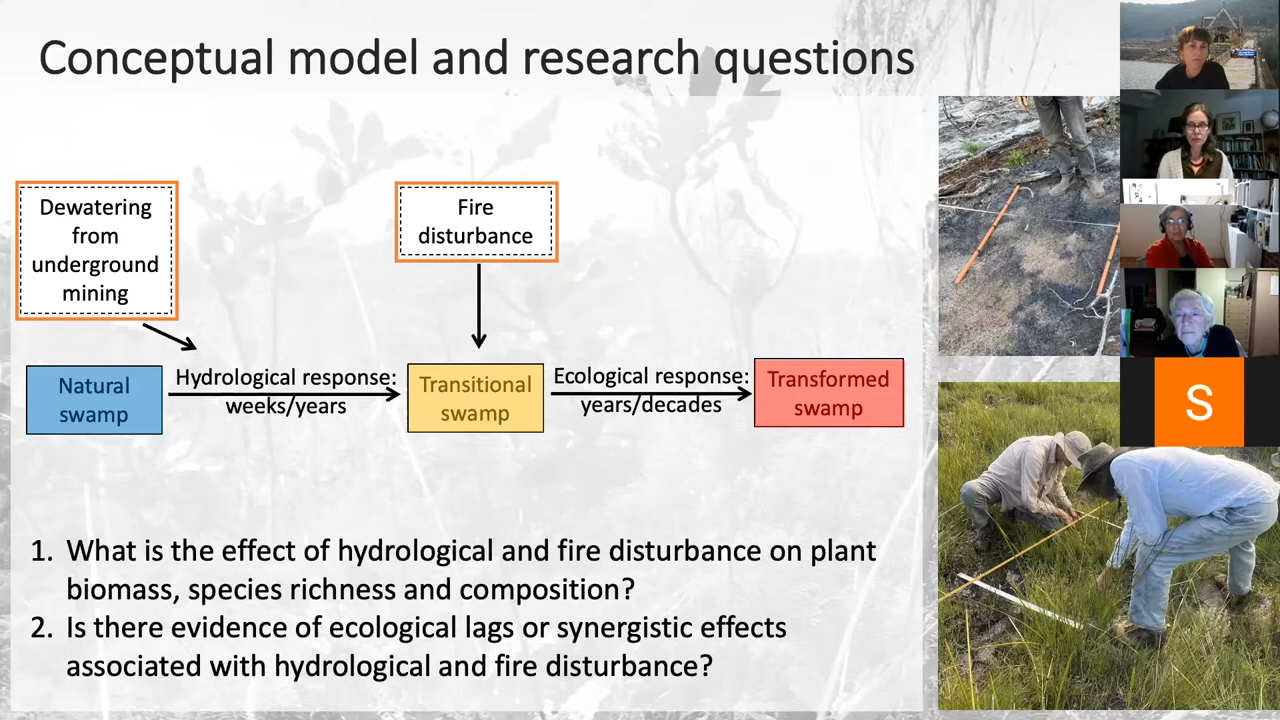 Conceptual model and research questions
Dewatering
from
underground
mining
Fire
disturbance
Natural
swamp
Hydrological response:
weeks/years
Transitional
swamp
Ecological response:
years/decades
Transformed
swamp
1. What is the effect of hydrological and fire disturbance on plant
biomass, species richness and composition?
2. Is there evidence of ecological lags or synergistic effects
associated with hydrological and fire disturbance?
S